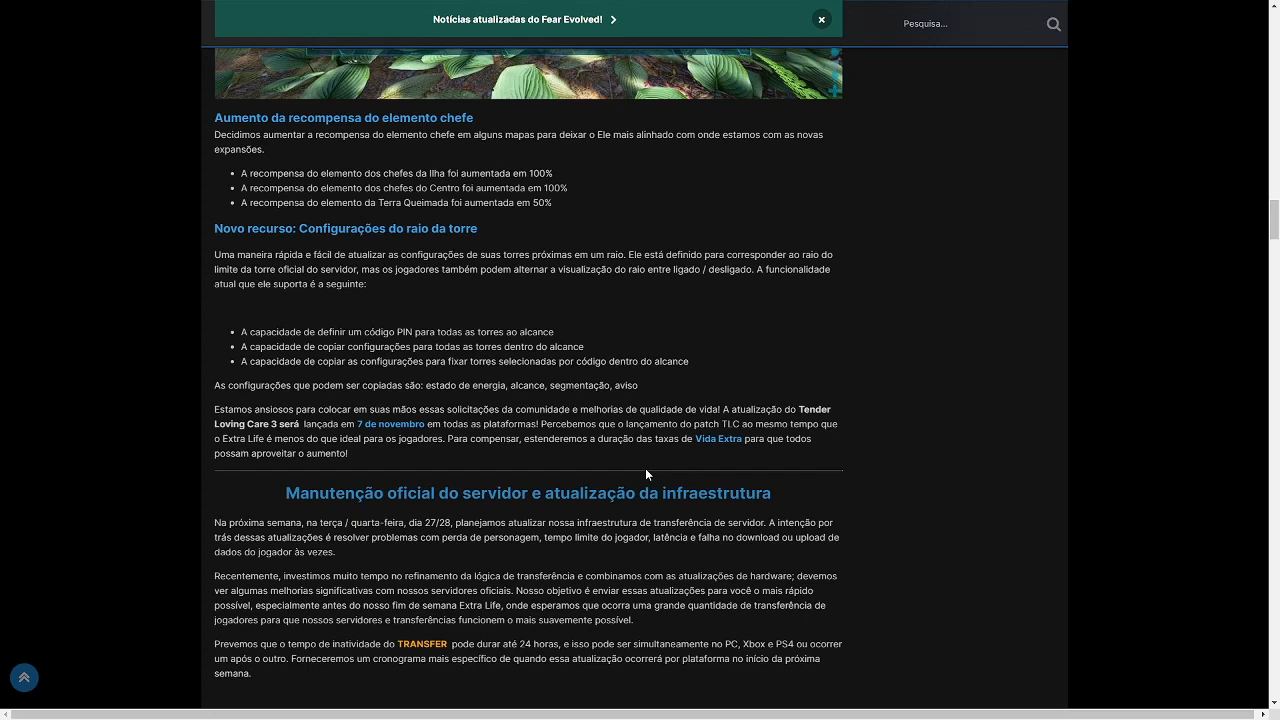 Notícias atualizadas do Fear Evolved!
Pesquisa...
Aumento da recompensa do elemento chefe
Decidimos aumentar a recompensa do elemento chefe em alguns mapas para deixar o Ele mais alinhado com onde estamos com as novas
expansões.
• A recompensa do elemento dos chefes da Ilha foi aumentada em 100%
• A recompensa do elemento dos chefes do Centro foi aumentada em 100%
• A recompensa do elemento da Terra Queimada foi aumentada em 50%
Novo recurso: Configurações do raio da torre
Uma maneira rápida e fácil de atualizar as configurações de suas torres próximas em um raio. Ele está definido para corresponder ao raio do
limite da torre oficial do servidor, mas os jogadores também podem alternar a visualização do raio entre ligado / desligado. A funcionalidade
atual que ele suporta é a seguinte:
• A capacidade de definir um código PIN para todas as torres ao alcance
• A capacidade de copiar configurações para todas as torres dentro do alcance
• A capacidade de copiar as configurações para fixar torres selecionadas por código dentro do alcance
As configurações que podem ser copiadas são: estado de energia, alcance, segmentação, aviso
Estamos ansiosos para colocar em suas mãos essas solicitações da comunidade e melhorias de qualidade de vida! A atualização do Tender
Loving Care 3 será lançada em 7 de novembro em todas as plataformas! Percebemos que o lançamento do patch TLC ao mesmo tempo que
o Extra Life é menos do que ideal para os jogadores. Para compensar, estenderemos a duração das taxas de Vida Extra para que todos
possam aproveitar o aumento!
Manutenção oficial do servidor e atualização da infraestrutura
Na próxima semana, na terça / quarta-feira, dia 27/28, planejamos atualizar nossa infraestrutura de transferência de servidor. A intenção por
trás dessas atualizações é resolver problemas com perda de personagem, tempo limite do jogador, latência e falha no download ou upload de
dados do jogador às vezes.
Recentemente, investimos muito tempo no refinamento da lógica de transferência e combinamos com as atualizações de hardware; devemos
ver algumas melhorias significativas com nossos servidores oficiais. Nosso objetivo é enviar essas atualizações para você o mais rápido
possível, especialmente antes do nosso fim de semana Extra Life, onde esperamos que ocorra uma grande quantidade de transferência de
jogadores para que nossos servidores e transferências funcionem o mais suavemente possível.
Prevemos que o tempo de inatividade do TRANSFER pode durar até 24 horas, e isso pode ser simultaneamente no PC, Xbox e PS4 ou ocorrer
um após o outro. Forneceremos um cronograma mais específico de quando essa atualização ocorrerá por plataforma no início da próxima
semana.